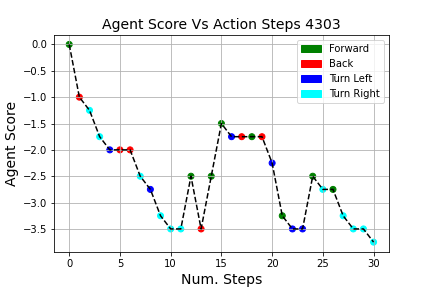 Agent Score Vs Action Steps 4303
Forward
Back
Turn Left
Turn Right
0.0
−0.5
−1.0
−1.5
−2.0
−2.5
−3.0
−3.5
Agent Score
0 5 10 15 20 25 30
Num. Steps